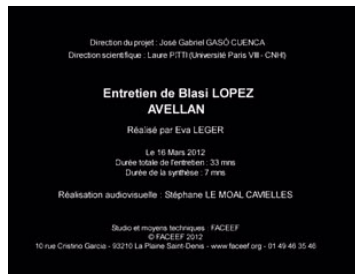 Direction du projet : José Gabriel GASÓ CUENCA
Direction scientifique : Laure PITTI (Université Paris VIII - CNHI)
Entretien de Blasi LOPEZ
AVELLAN
Réalisé par Eva LEGER
Le 16 Mars 2012
Durée totale de l'entretien : 33 mns
Durée de la synthèse : 7 mns
Réalisation audiovisuelle : Stéphane LE MOAL CAVIELLES
Studio et moyens techniques : FACEEF
© FACEEF 2012
10 rue Cristino Garcia - 93210 La Plaine Saint-Denis - www.faceef.org - 01 49 46 35 46